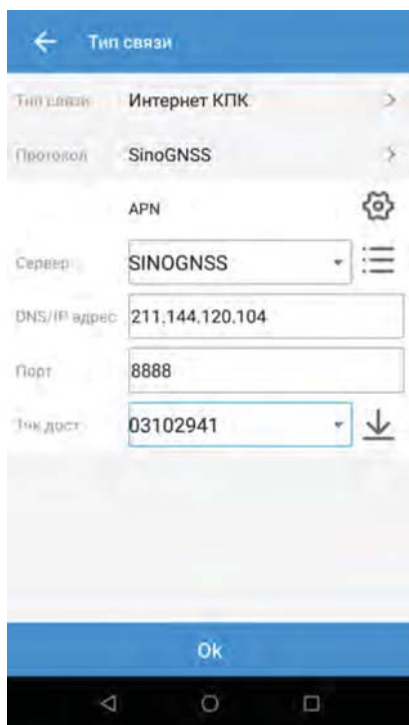 Тип связи
Тип связи Интернет КПК
Протокол SinoGNSS
APN
Сервер SINOGNSS
DNS/IP адрес 211.144.120.104
Порт 8888
Тчк дост 03102941
Ok